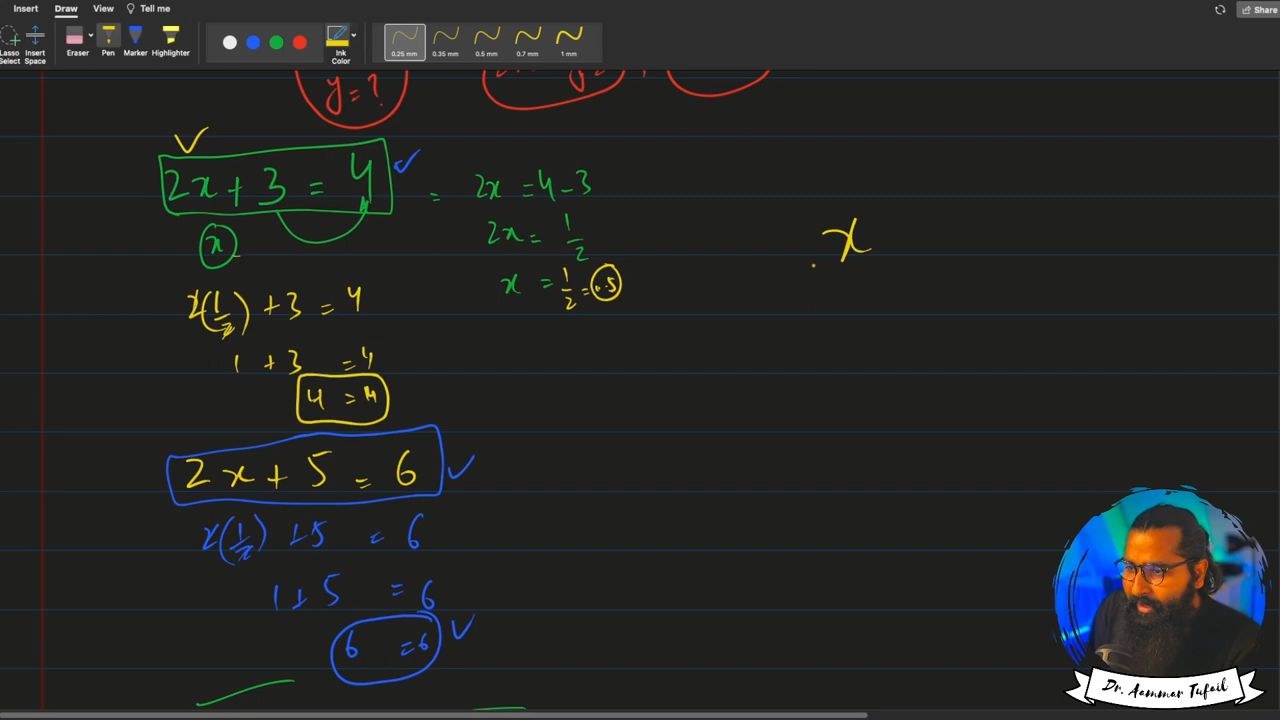 Insert Draw View Tell me
Share
Lasso Select
Insert Space
Eraser
Pen
Marker
Highlighter
Ink Color
0.25 mm
0.35 mm
0.5 mm
0.7 mm
1 mm
y = ?
2x + 3 = 4
= 2x = 4 - 3
x
2x = 1/2
x = 1/2 = 0.5
x
2(1/2) + 3 = 4
1 + 3 = 4
4 = 4
2x + 5 = 6
2(1/2) + 5 = 6
1 + 5 = 6
6 = 6
Dr. Aammar Tufail